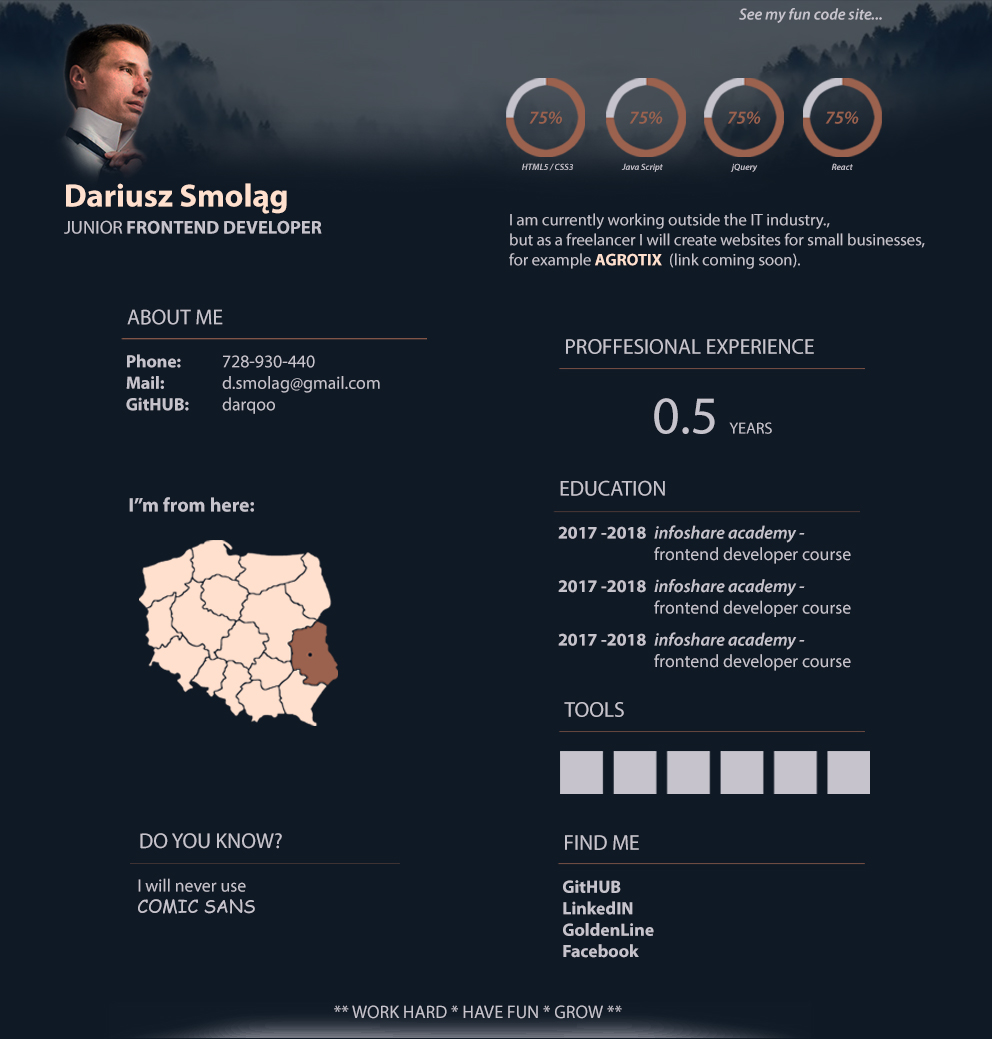 See my fun code site...
75% 75% 75% 75%
HTML5 / CSS3 Java Script jQuery React
Dariusz Smoląg
JUNIOR FRONTEND DEVELOPER
I am currently working outside the IT industry.,
but as a freelancer I will create websites for small businesses,
for example AGROTIX (link coming soon).
ABOUT ME
Phone: 728-930-440
Mail: d.smolag@gmail.com
GitHUB: darqoo
I"m from here:
DO YOU KNOW?
I will never use
COMIC SANS
PROFFESIONAL EXPERIENCE
0.5 YEARS
EDUCATION
2017 -2018 infoshare academy -
frontend developer course
2017 -2018 infoshare academy -
frontend developer course
2017 -2018 infoshare academy -
frontend developer course
TOOLS
FIND ME
GitHUB
LinkedIN
GoldenLine
Facebook
** WORK HARD * HAVE FUN * GROW **